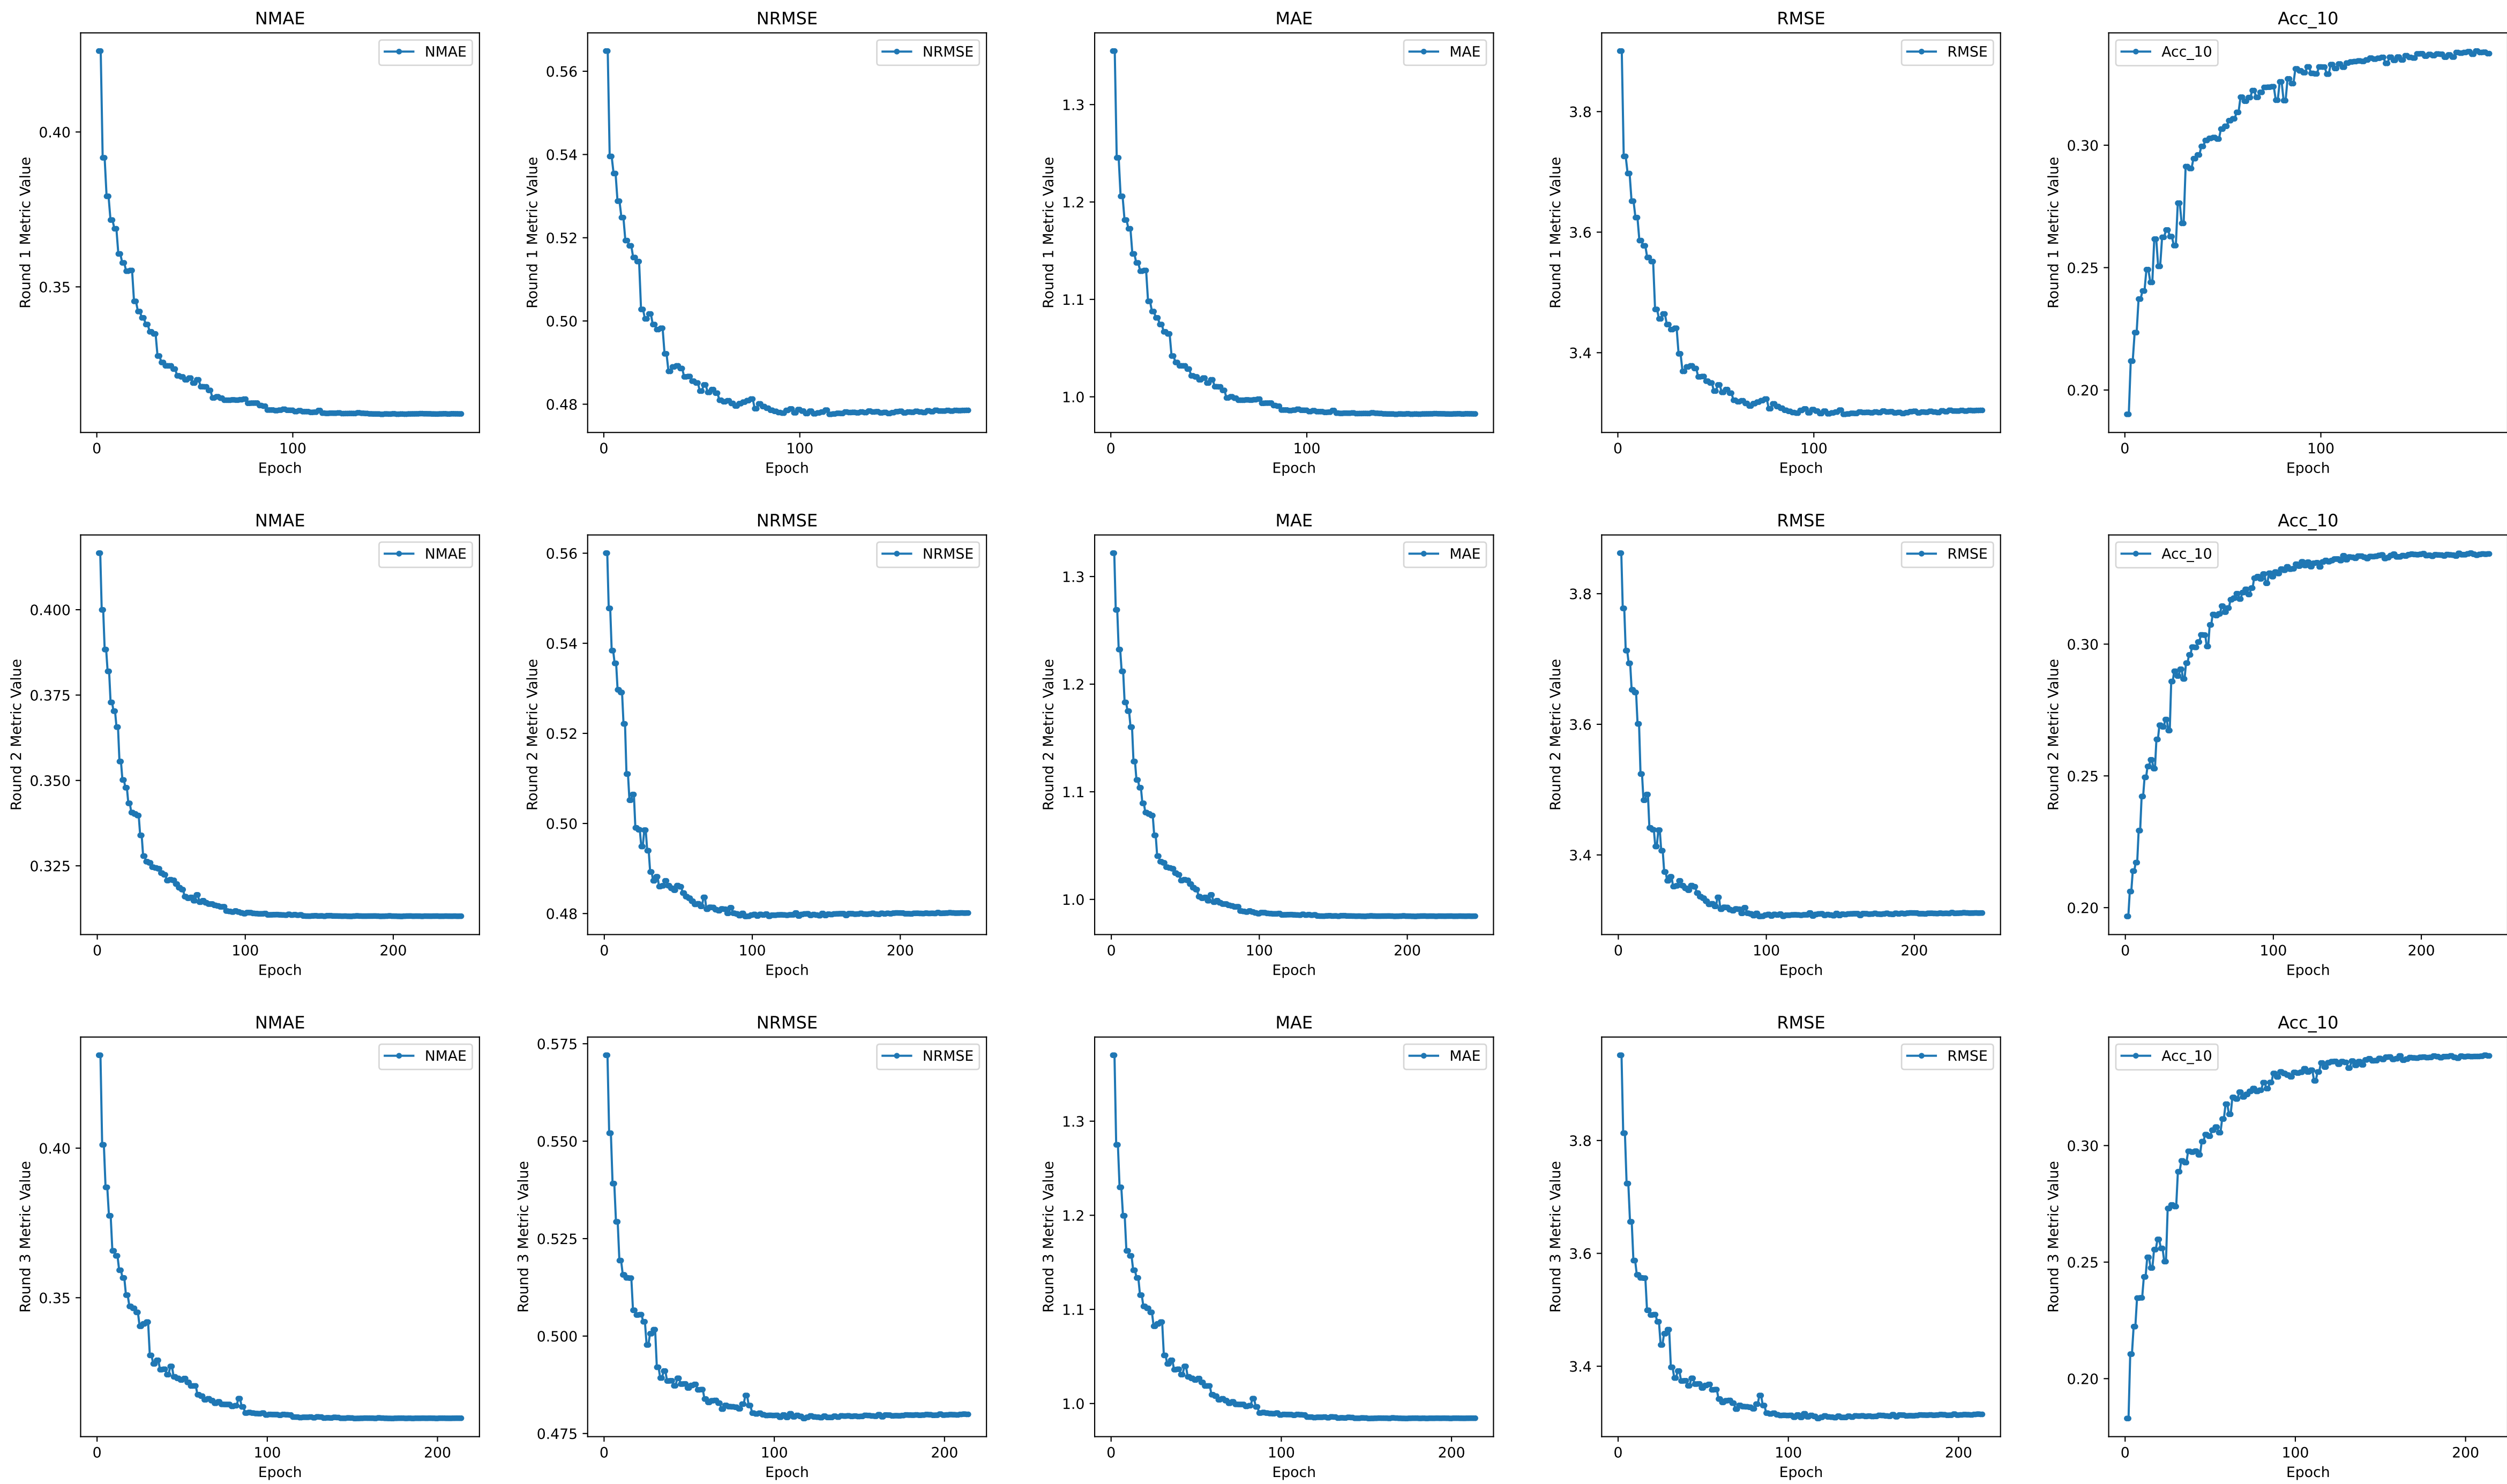 NMAE
NMAE
Round 1 Metric Value
0.40
0.35
0
100
Epoch
NRMSE
NRMSE
Round 1 Metric Value
0.56
0.54
0.52
0.50
0.48
0
100
Epoch
MAE
MAE
Round 1 Metric Value
1.3
1.2
1.1
1.0
0
100
Epoch
RMSE
RMSE
Round 1 Metric Value
3.8
3.6
3.4
0
100
Epoch
Acc_10
Acc_10
Round 1 Metric Value
0.30
0.25
0.20
0
100
Epoch
NMAE
NMAE
Round 2 Metric Value
0.400
0.375
0.350
0.325
0
100
200
Epoch
NRMSE
NRMSE
Round 2 Metric Value
0.56
0.54
0.52
0.50
0.48
0
100
200
Epoch
MAE
MAE
Round 2 Metric Value
1.3
1.2
1.1
1.0
0
100
200
Epoch
RMSE
RMSE
Round 2 Metric Value
3.8
3.6
3.4
0
100
200
Epoch
Acc_10
Acc_10
Round 2 Metric Value
0.30
0.25
0.20
0
100
200
Epoch
NMAE
NMAE
Round 3 Metric Value
0.40
0.35
0
100
200
Epoch
NRMSE
NRMSE
Round 3 Metric Value
0.575
0.550
0.525
0.500
0.475
0
100
200
Epoch
MAE
MAE
Round 3 Metric Value
1.3
1.2
1.1
1.0
0
100
200
Epoch
RMSE
RMSE
Round 3 Metric Value
3.8
3.6
3.4
0
100
200
Epoch
Acc_10
Acc_10
Round 3 Metric Value
0.30
0.25
0.20
0
100
200
Epoch